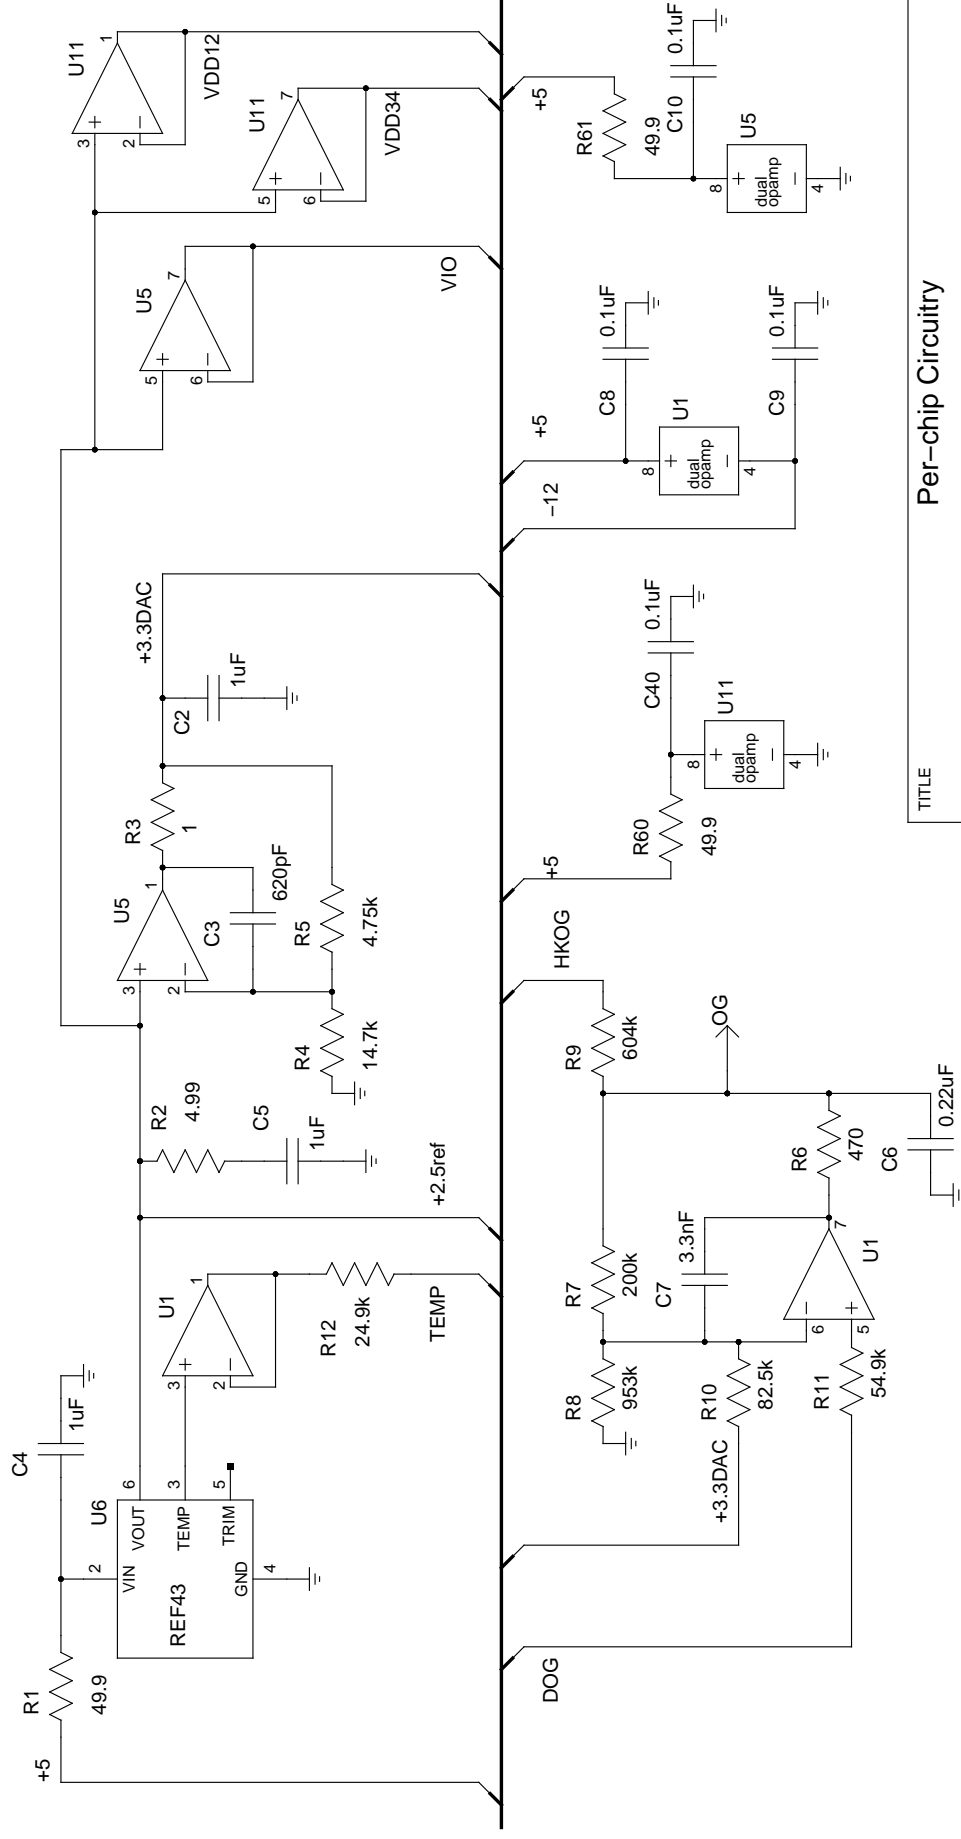 +5
R1
49.9
C4
1uF
U6
REF43
VIN
2
VOUT
6
TEMP
3
TRIM
5
GND
4
U1
3
+
2
−
1
R12
24.9k
TEMP
+2.5ref
R2
4.99
C5
1uF
U5
3
+
2
−
1
C3
620pF
R3
1
R4
14.7k
R5
4.75k
C2
1uF
+3.3DAC
U5
5
+
6
−
7
VIO
U11
3
+
2
−
1
VDD12
U11
5
+
6
−
7
VDD34
DOG
+3.3DAC
R8
953k
R10
82.5k
R11
54.9k
R7
200k
C7
3.3nF
6
−
5
+
7
U1
R6
470
C6
0.22uF
OG
R9
604k
HKOG
+5
R60
49.9
C40
0.1uF
U11
8
+
dual
opamp
−
4
−12
+5
C8
0.1uF
U1
8
+
dual
opamp
−
4
C9
0.1uF
+5
R61
49.9
C10
0.1uF
U5
8
+
dual
opamp
−
4
TITLE
Per−chip Circuitry